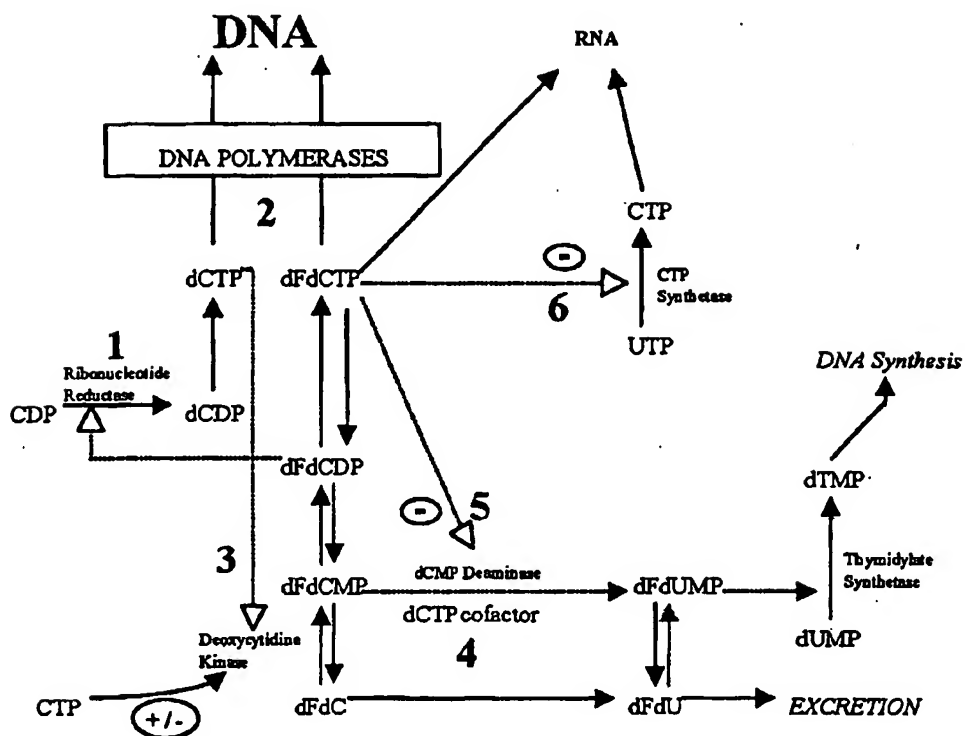 DNA
RNA
DNA POLYMERASES
2
CTP
dCTP
dFdCTP
-
6
CTP
Synthetase
UTP
1
Ribonucleotide
Reductase
CDP
dCDP
DNA Synthesis
dFdCDP
dTMP
-
5
3
dFdCMP
dCMP Deaminase
dCTP cofactor
4
dFdUMP
Thymidylate
Synthetase
dUMP
Deoxycytidine
Kinase
CTP
+/-
dFdC
dFdU
EXCRETION